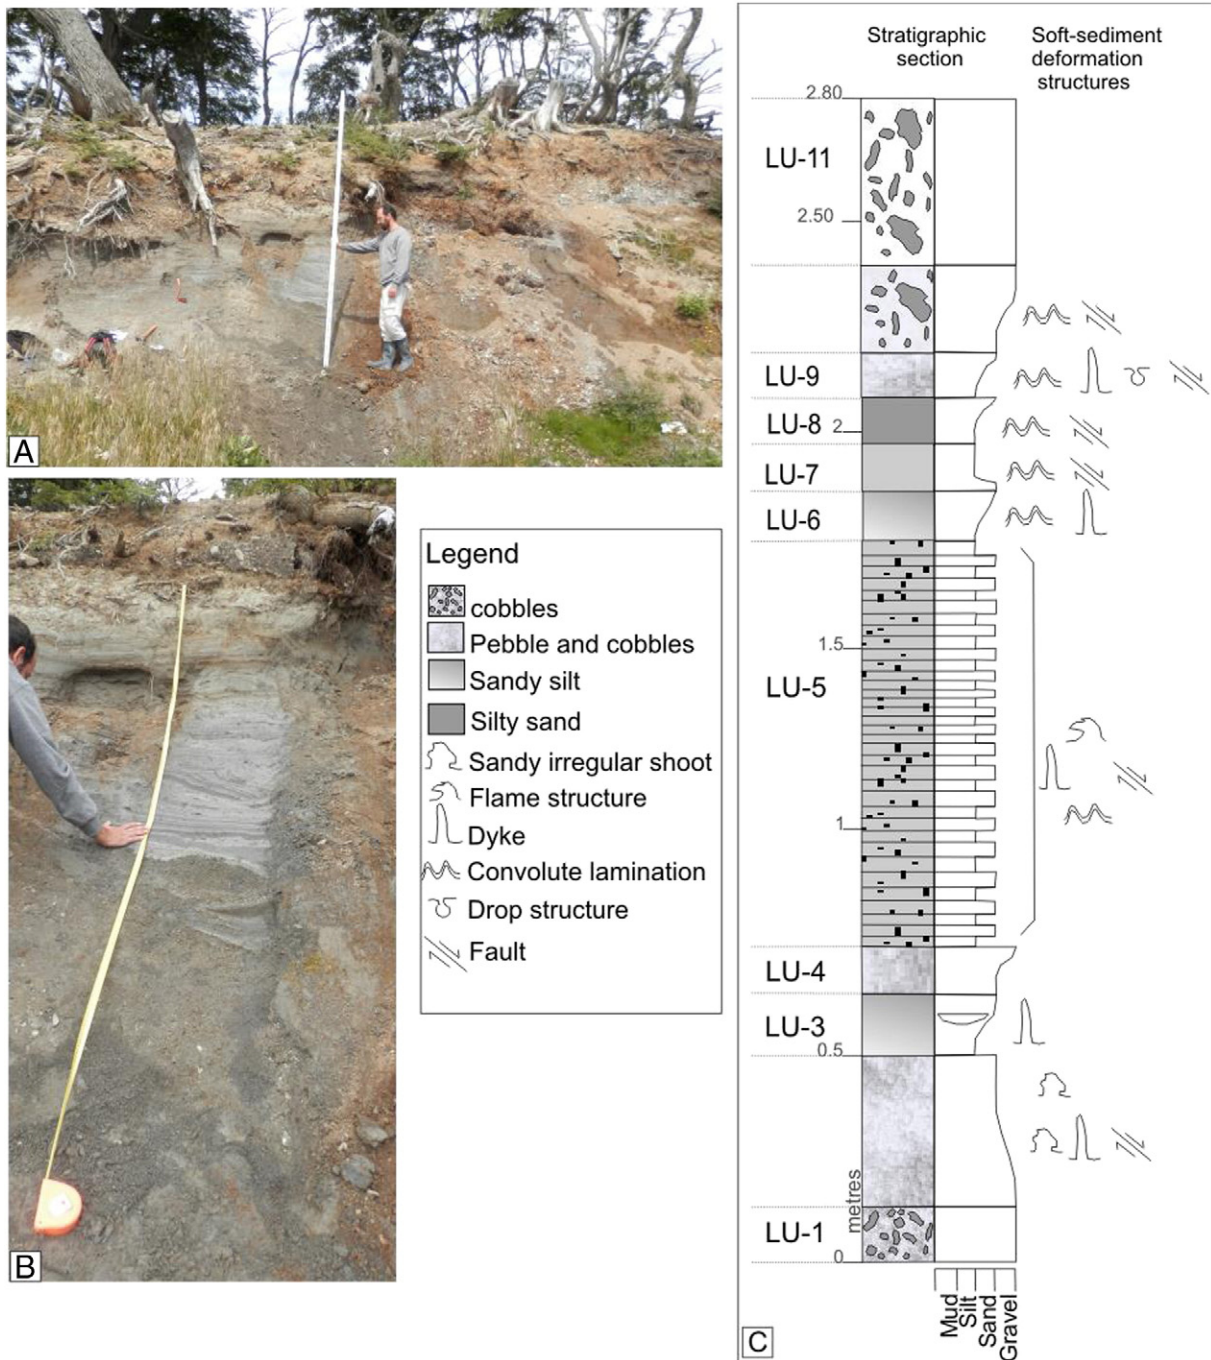 A
B
Legend
cobbles
Pebble and cobbles
Sandy silt
Silty sand
Sandy irregular shoot
Flame structure
Dyke
Convolute lamination
Drop structure
Fault
Stratigraphic
section
Soft-sediment
deformation
structures
2.80
LU-11
2.50
LU-9
LU-8
2
LU-7
LU-6
1.5
LU-5
1
LU-4
LU-3
0.5
metres
LU-1
0
Mud
Silt
Sand
Gravel
C